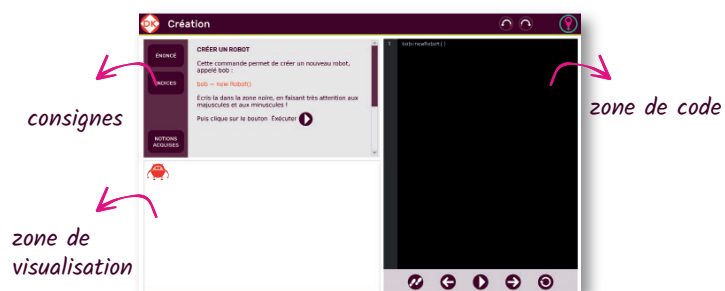 DK
Création
ÉNONCÉ
INDICES
NOTIONS
ACQUISES
CRÉER UN ROBOT
Cette commande permet de créer un nouveau robot,
appelé bob :
bob = new Robot()
Écris-la dans la zone noire, en faisant très attention aux
majuscules et aux minuscules !
Puis clique sur le bouton Éxécuter
1 bob=newRobot()
consignes
zone de
visualisation
zone de code